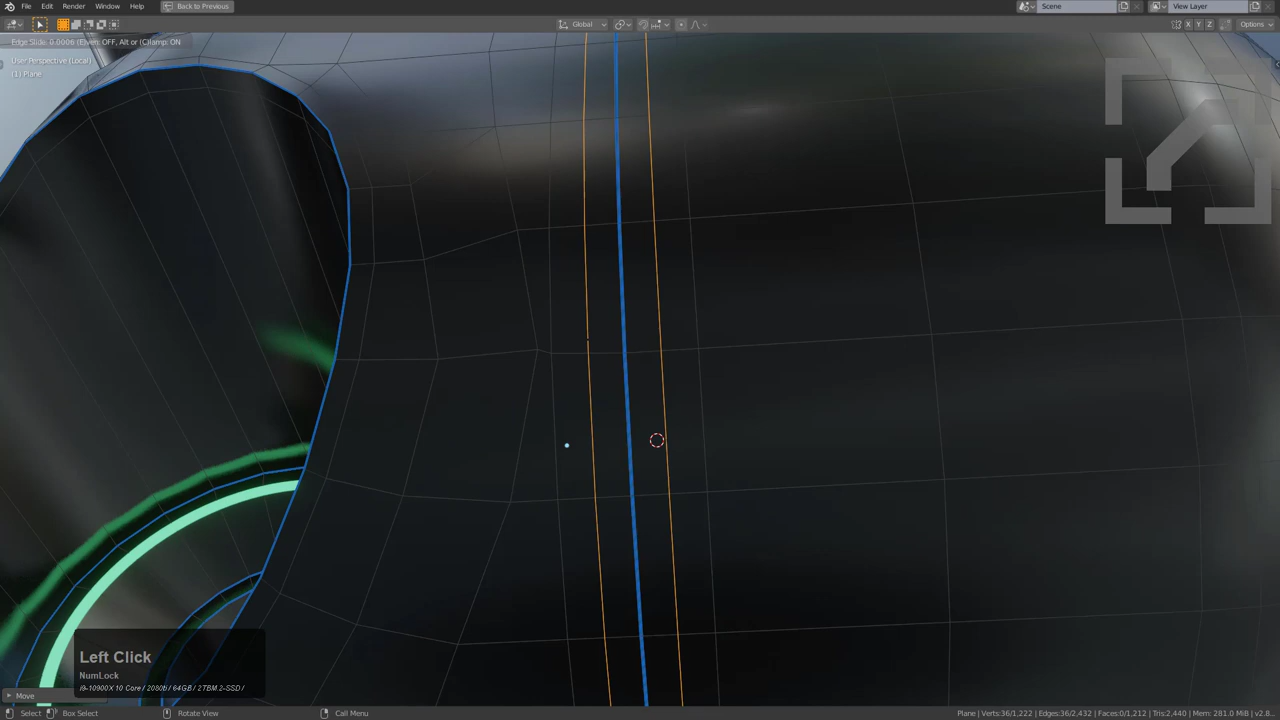 File Edit Render Window Help Back to Previous Scene View Layer
Global X Y Z Options
Edge Slide: 0.0006 (E)ven: OFF, Alt or (C)lamp: ON
User Perspective (Local)
(1) Plane
Left Click
NumLock
i9-10900X 10 Core / 2080ti / 64GB / 2TBM.2-SSD /
Move
Select Box Select Rotate View Call Menu Plane | Verts:36/1,222 | Edges:36/2,432 | Faces:0/1,212 | Tris:2,440 | Mem: 281.0 MiB | v2.8...